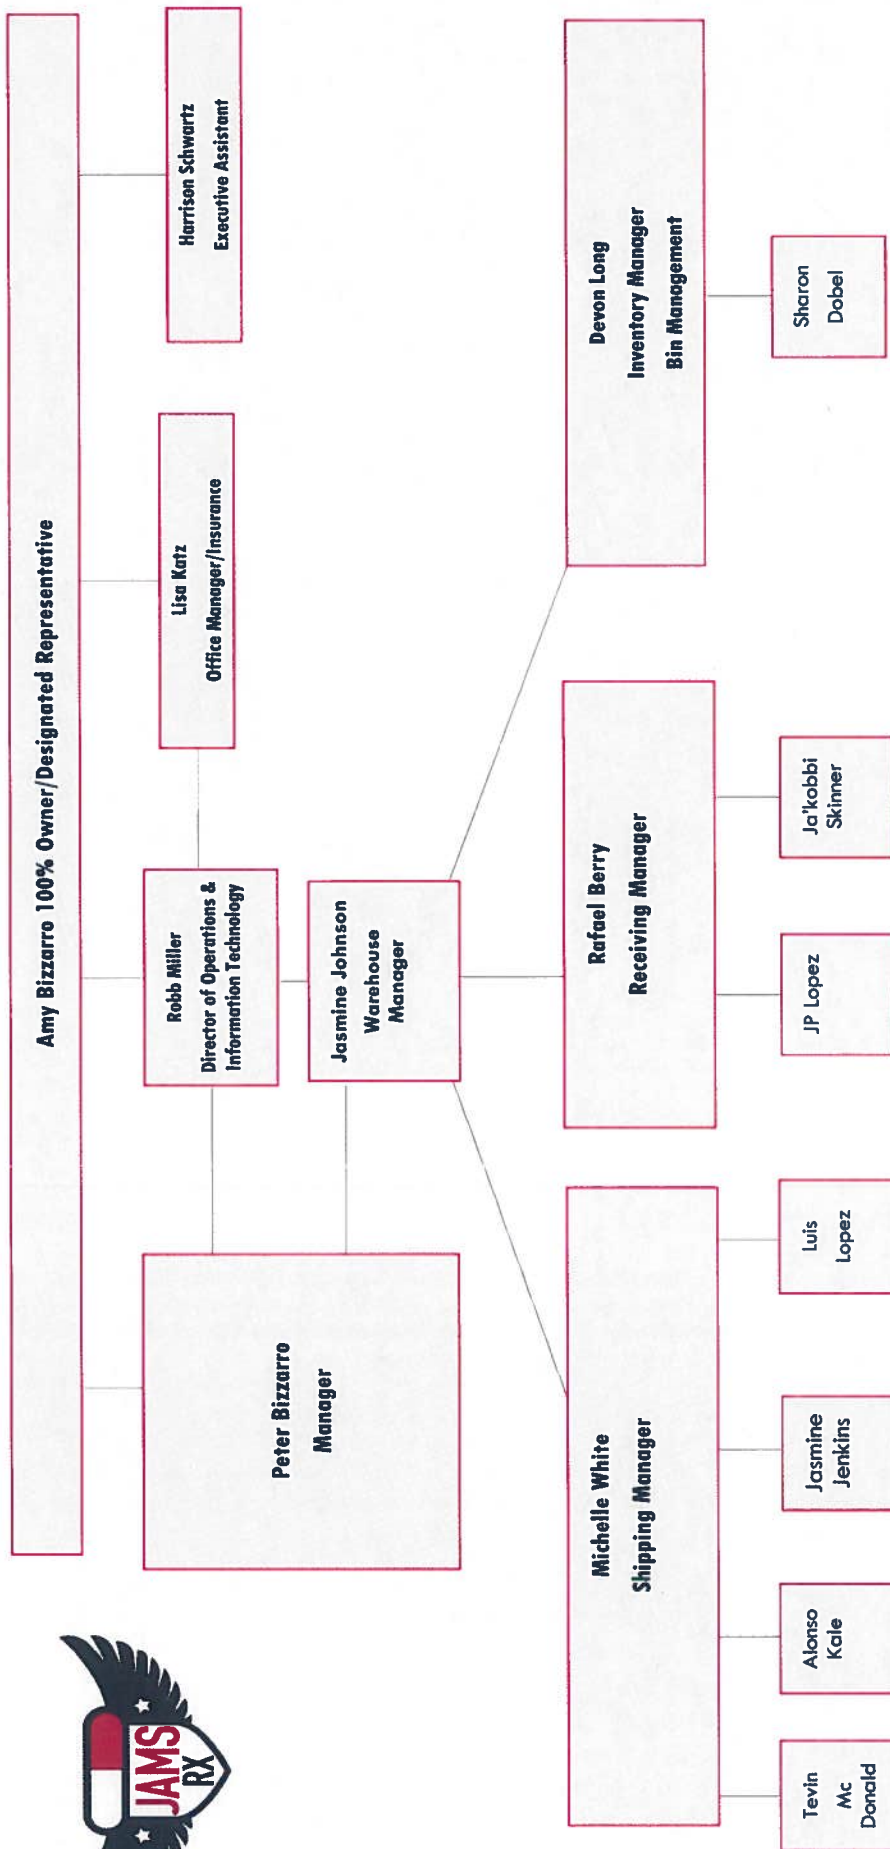 JAMS
RX
Amy Bizzarro 100% Owner/Designated Representative
Peter Bizzarro
Manager
Robb Miller
Director of Operations &
Information Technology
Lisa Katz
Office Manager/Insurance
Harrison Schwartz
Executive Assistant
Jasmine Johnson
Warehouse
Manager
Michelle White
Shipping Manager
Rafael Berry
Receiving Manager
Devon Long
Inventory Manager
Bin Management
Tevin
Mc
Donald
Alonso
Kale
Jasmine
Jenkins
Luis
Lopez
JP Lopez
Ja'kobbi
Skinner
Sharon
Dobel